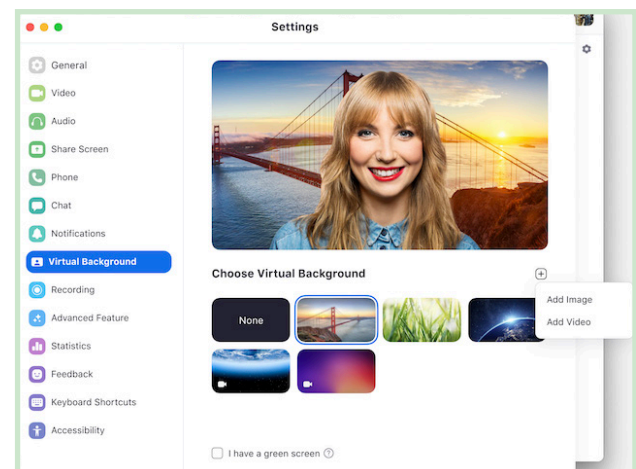 Settings
General
Video
Audio
Share Screen
Phone
Chat
Notifications
Virtual Background
Recording
Advanced Feature
Statistics
Feedback
Keyboard Shortcuts
Accessibility
Choose Virtual Background
Add Image
Add Video
None
I have a green screen ?